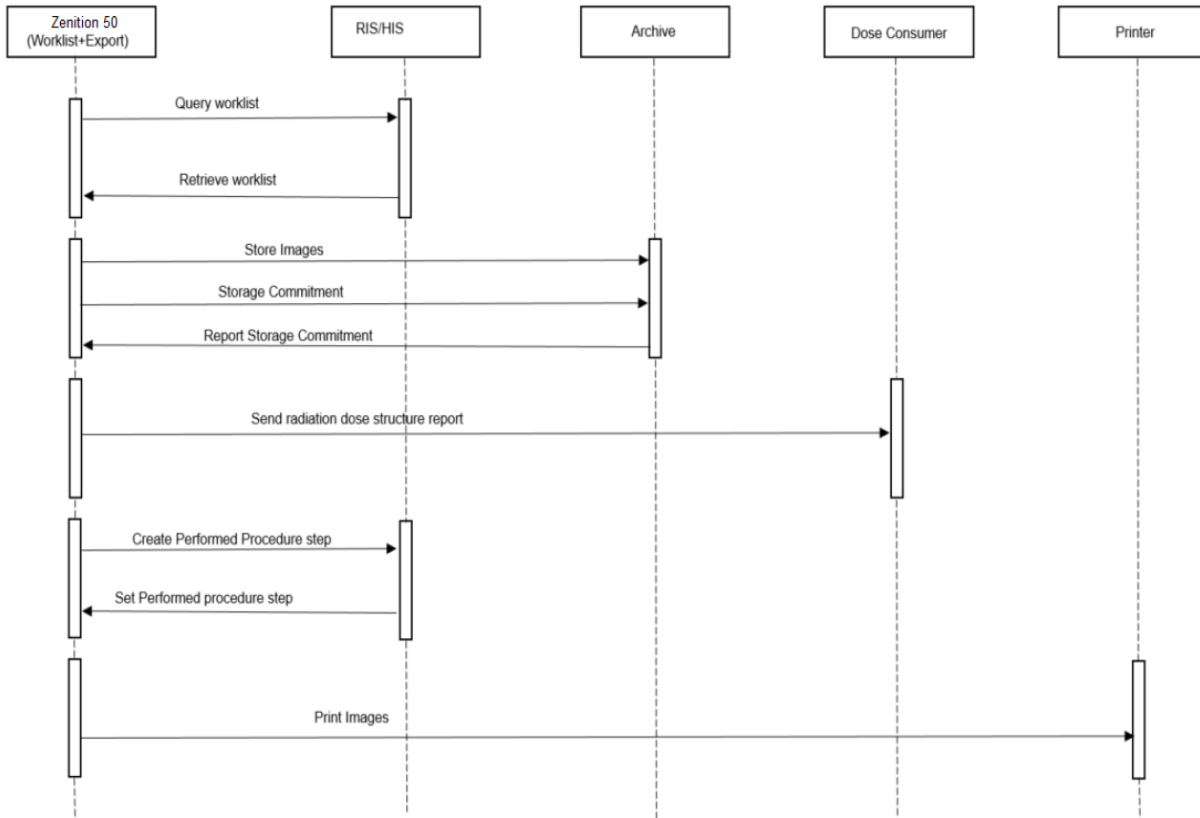 Zenition 50
(Worklist+Export)
RIS/HIS
Archive
Dose Consumer
Printer
Query worklist
Retrieve worklist
Store Images
Storage Commitment
Report Storage Commitment
Send radiation dose structure report
Create Performed Procedure step
Set Performed procedure step
Print Images